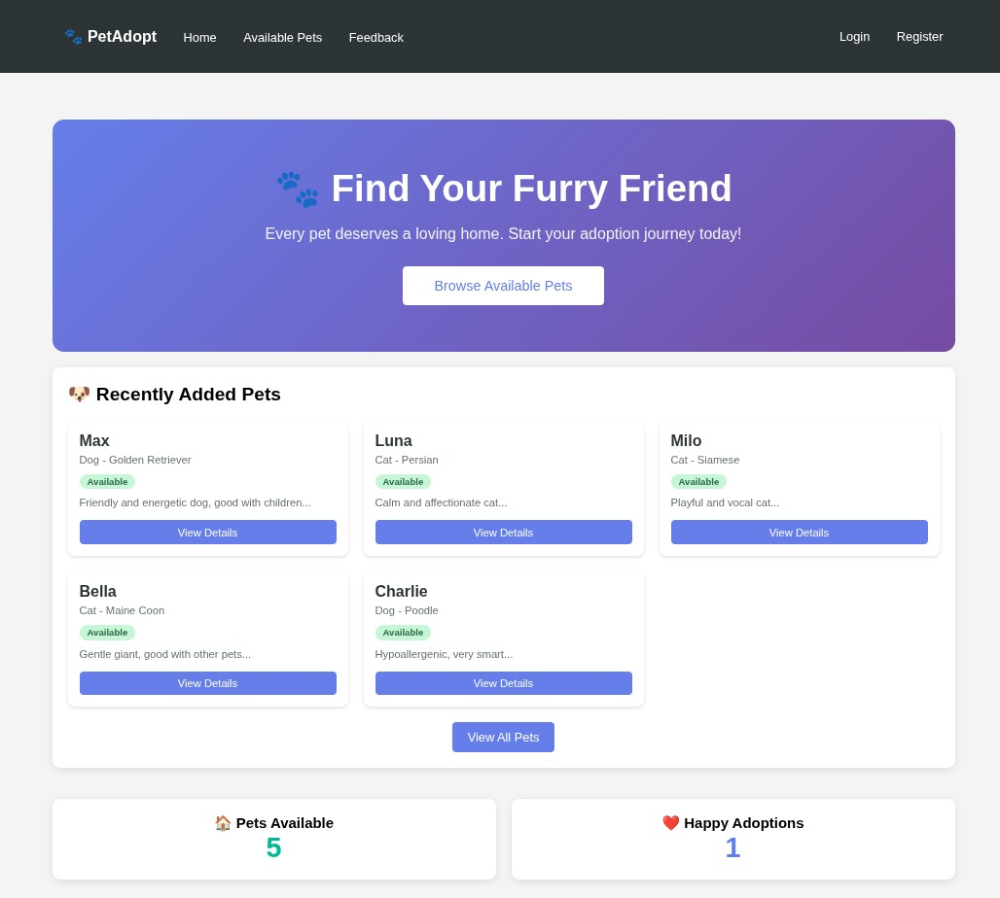 🐾 PetAdopt Home Available Pets Feedback Login Register
🐾 Find Your Furry Friend
Every pet deserves a loving home. Start your adoption journey today!
Browse Available Pets
🐶 Recently Added Pets
Max
Dog - Golden Retriever
Available
Friendly and energetic dog, good with children...
View Details
Luna
Cat - Persian
Available
Calm and affectionate cat...
View Details
Milo
Cat - Siamese
Available
Playful and vocal cat...
View Details
Bella
Cat - Maine Coon
Available
Gentle giant, good with other pets...
View Details
Charlie
Dog - Poodle
Available
Hypoallergenic, very smart...
View Details
View All Pets
🏠 Pets Available
5
❤️ Happy Adoptions
1